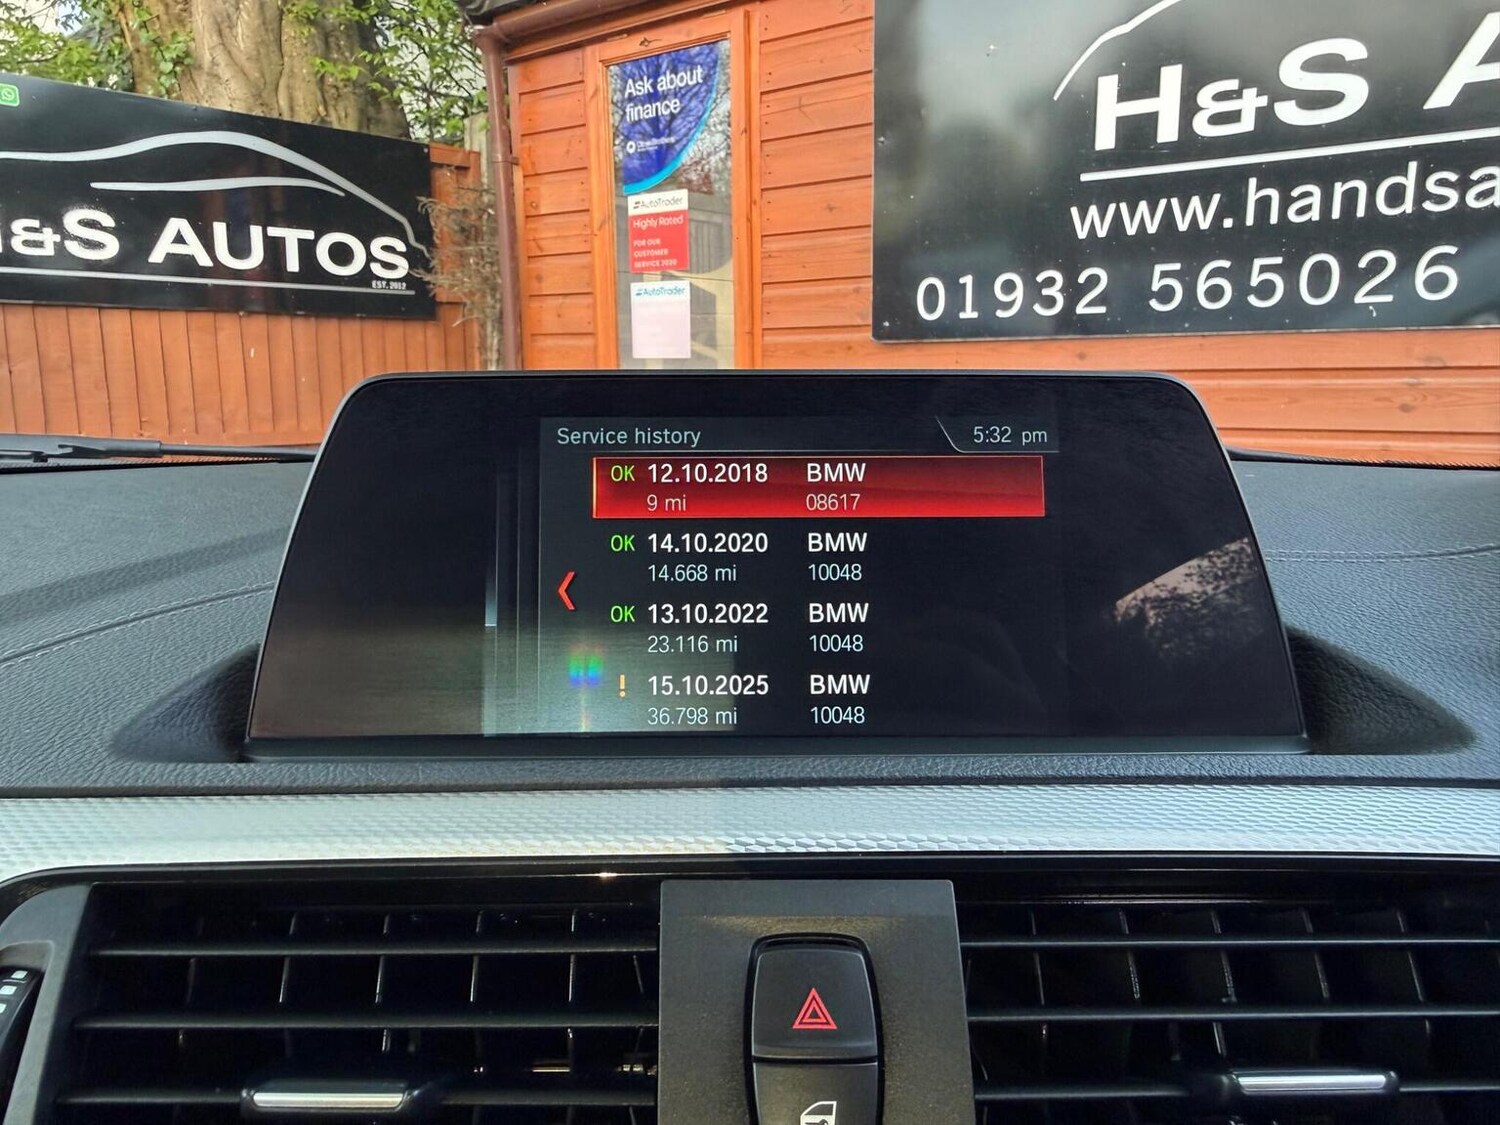 Ask about
finance
AutoTrader
Highly Rated
FOR OUR
CUSTOMER
SERVICE 2020
AutoTrader
H&S AUTOS
EST. 2012
H&S A
www.handsa
01932 565026
Service history
5:32 pm
OK 12.10.2018 BMW
9 mi 08617
OK 14.10.2020 BMW
14.668 mi 10048
OK 13.10.2022 BMW
23.116 mi 10048
! 15.10.2025 BMW
36.798 mi 10048